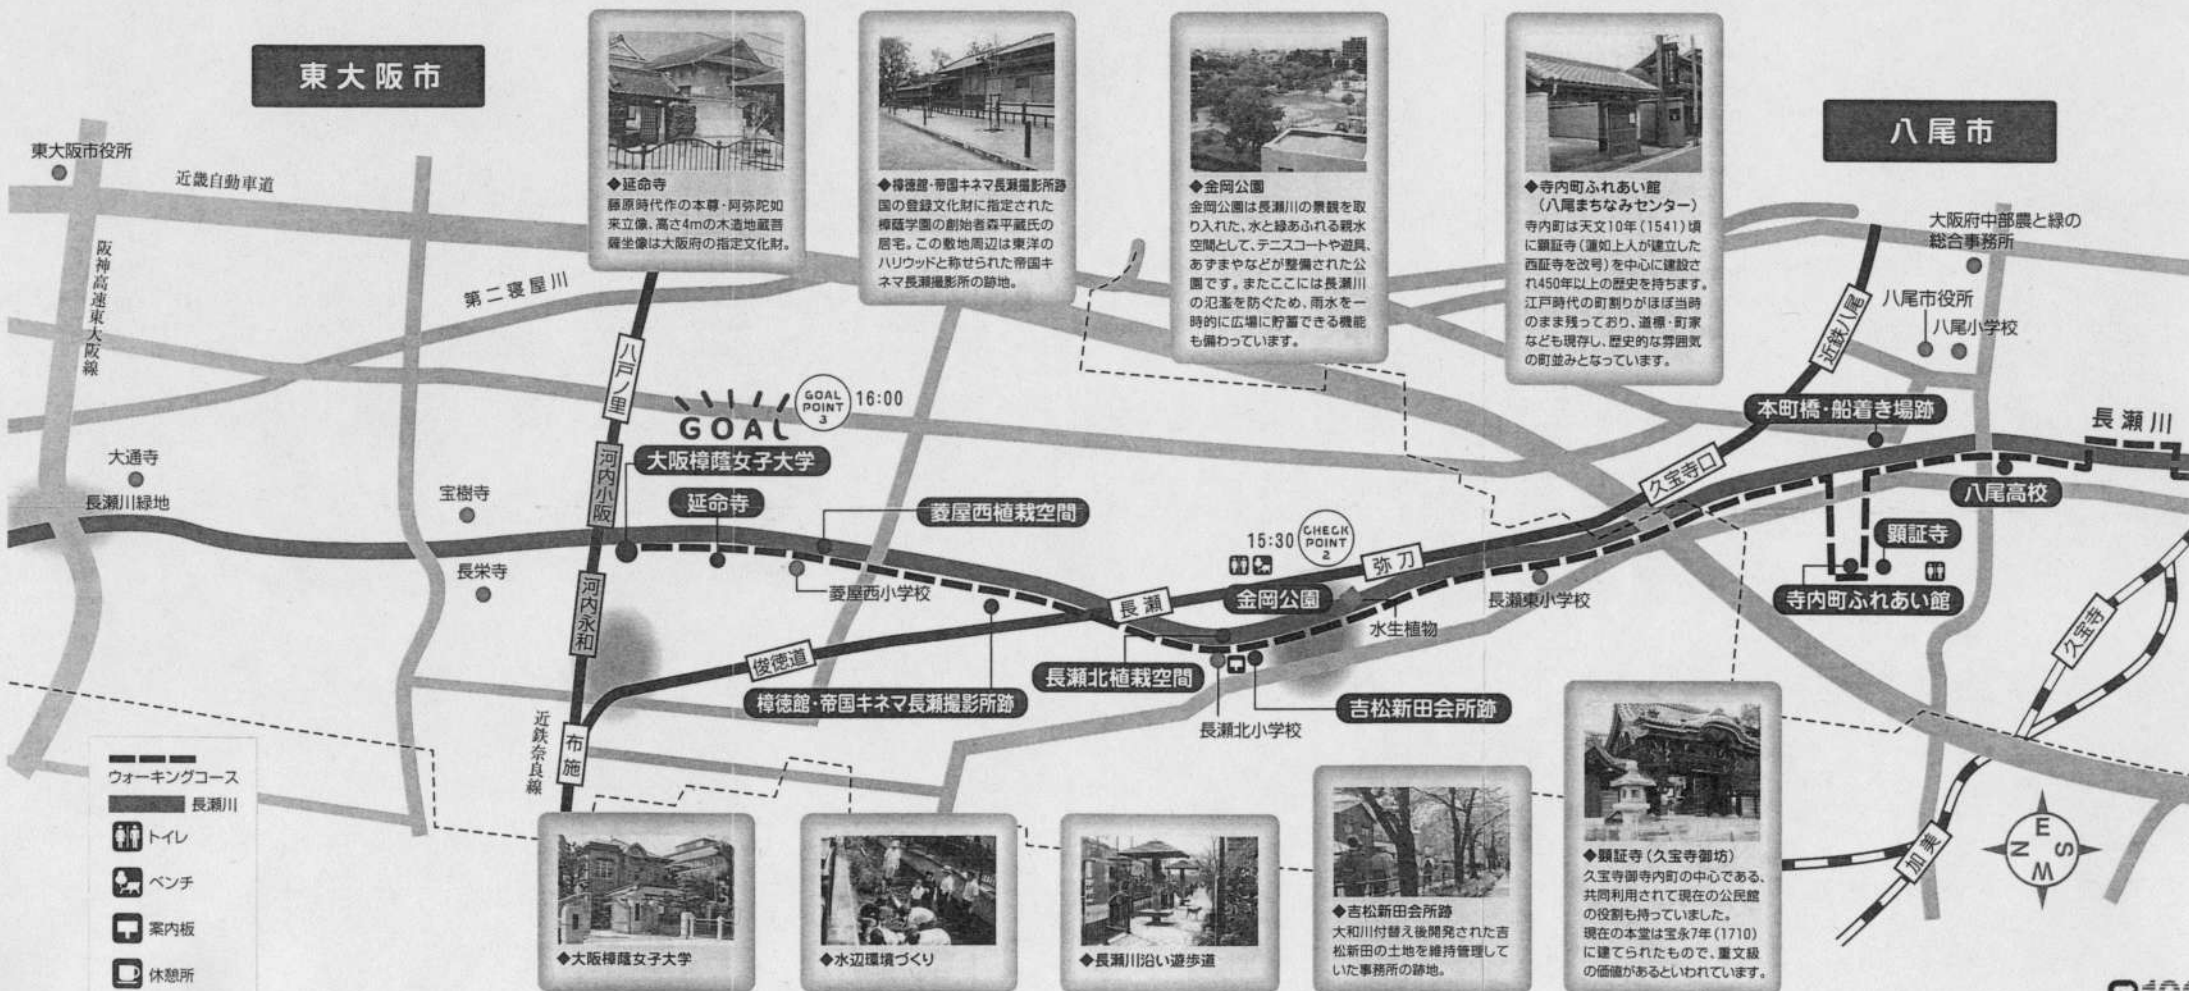 東大阪市
八尾市
◆延命寺
藤原時代作の本尊・阿弥陀如
来立像、高さ4mの木造地蔵菩
薩坐像は大阪府の指定文化財。
◆樟徳館・帝国キネマ長瀬撮影所跡
国の登録文化財に指定された
樟蔭学園の創始者森平蔵氏の
居宅。この敷地周辺は東洋の
ハリウッドと称せられた帝国キ
ネマ長瀬撮影所の跡地。
◆金岡公園
金岡公園は長瀬川の景観を取
り入れた、水と緑あふれる親水
空間として、テニスコートや遊具、
あずまやなどが整備された公
園です。またここには長瀬川
の氾濫を防ぐため、雨水を一
時的に広場に貯蓄できる機能
も備わっています。
◆寺内町ふれあい館
(八尾まちなみセンター)
寺内町は天文10年(1541)頃
に顕証寺(蓮如上人が建立した
西証寺を改号)を中心に建設さ
れ450年以上の歴史を持ちます。
江戸時代の町割りがほぼ当時
のまま残っており、道標・町家
なども現存し、歴史的な雰囲気
の町並みとなっています。
東大阪市役所
近畿自動車道
阪神高速東大阪線
第二寝屋川
八戸ノ里
GOAL
POINT
3
16:00
GOAL
大阪樟蔭女子大学
河内小阪
大通寺
長瀬川緑地
宝樹寺
延命寺
菱屋西植栽空間
長栄寺
菱屋西小学校
河内永和
俊徳道
樟徳館・帝国キネマ長瀬撮影所跡
近鉄奈良線
布施
15:30
CHECK
POINT
2
長瀬
金岡公園
弥刀
水生植物
長瀬東小学校
長瀬北植栽空間
長瀬北小学校
吉松新田会所跡
大阪府中部農と緑の
総合事務所
八尾市役所
八尾小学校
近鉄八尾
久宝寺口
本町橋・船着き場跡
長瀬川
八尾高校
顕証寺
寺内町ふれあい館
久宝寺
加美
E
S
W
N
ウォーキングコース
長瀬川
トイレ
ベンチ
案内板
休憩所
◆大阪樟蔭女子大学
◆水辺環境づくり
◆長瀬川沿い遊歩道
◆吉松新田会所跡
大和川付替え後開発された吉
松新田の土地を維持管理して
いた事務所の跡地。
◆顕証寺(久宝寺御坊)
久宝寺御寺内町の中心である、
共同利用されて現在の公民館
の役割も持っていました。
現在の本堂は宝永7年(1710)
に建てられたもので、重文級
の価値があるといわれています。